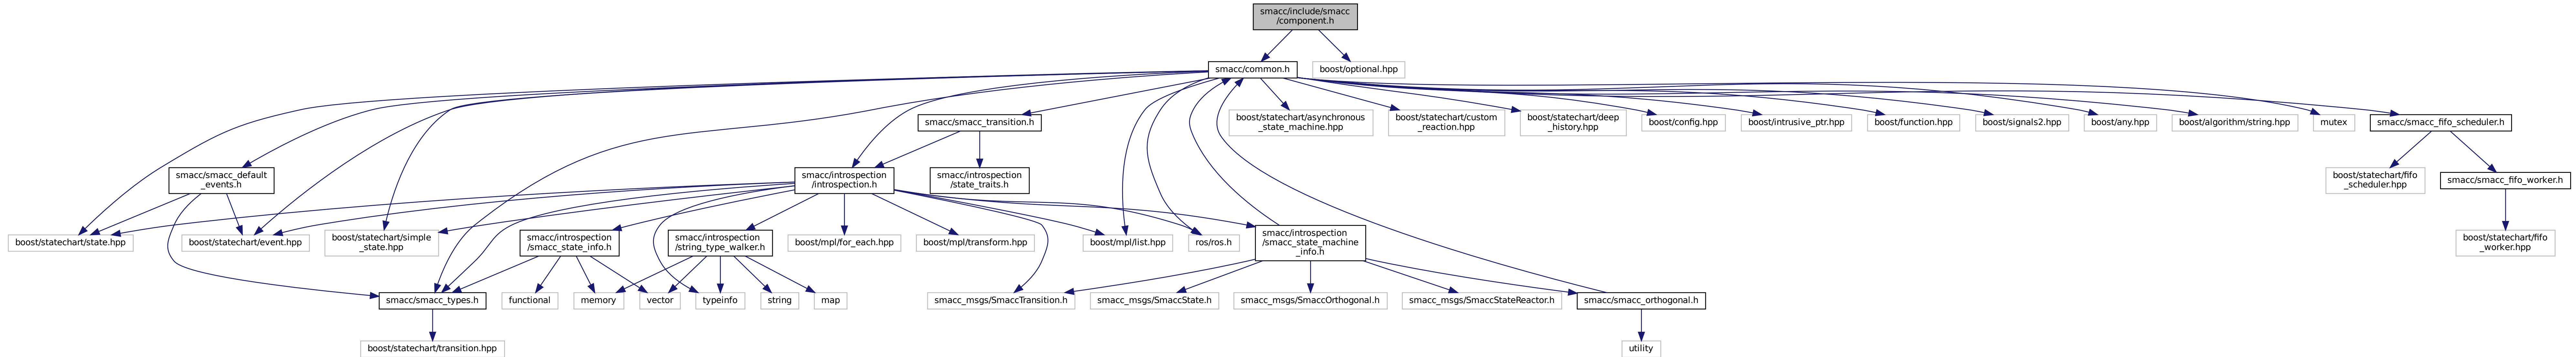 smacc/include/smacc
/component.h
smacc/common.h
boost/optional.hpp
smacc/smacc_transition.h
boost/statechart/asynchronous
_state_machine.hpp
boost/statechart/custom
_reaction.hpp
boost/statechart/deep
_history.hpp
boost/config.hpp
boost/intrusive_ptr.hpp
boost/function.hpp
boost/signals2.hpp
boost/any.hpp
boost/algorithm/string.hpp
mutex
smacc/smacc_fifo_scheduler.h
smacc/smacc_default
_events.h
smacc/introspection
/introspection.h
smacc/introspection
/state_traits.h
boost/statechart/fifo
_scheduler.hpp
smacc/smacc_fifo_worker.h
boost/statechart/state.hpp
boost/statechart/event.hpp
boost/statechart/simple
_state.hpp
smacc/introspection
/smacc_state_info.h
smacc/introspection
/string_type_walker.h
boost/mpl/for_each.hpp
boost/mpl/transform.hpp
boost/mpl/list.hpp
ros/ros.h
smacc/introspection
/smacc_state_machine
_info.h
boost/statechart/fifo
_worker.hpp
smacc/smacc_types.h
functional
memory
vector
typeinfo
string
map
smacc_msgs/SmaccTransition.h
smacc_msgs/SmaccState.h
smacc_msgs/SmaccOrthogonal.h
smacc_msgs/SmaccStateReactor.h
smacc/smacc_orthogonal.h
boost/statechart/transition.hpp
utility